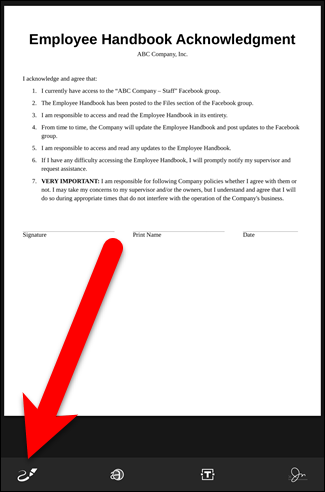 Employee Handbook Acknowledgment
ABC Company, Inc.
I acknowledge and agree that:
1. I currently have access to the “ABC Company – Staff” Facebook group.
2. The Employee Handbook has been posted to the Files section of the Facebook group.
3. I am responsible to access and read the Employee Handbook in its entirety.
4. From time to time, the Company will update the Employee Handbook and post updates to the Facebook
group.
5. I am responsible to access and read any updates to the Employee Handbook.
6. If I have any difficulty accessing the Employee Handbook, I will promptly notify my supervisor and
request assistance.
7. VERY IMPORTANT: I am responsible for following Company policies whether I agree with them or
not. I may take my concerns to my supervisor and/or the owners, but I understand and agree that I will
do so during appropriate times that do not interfere with the operation of the Company's business.
Signature Print Name Date
T